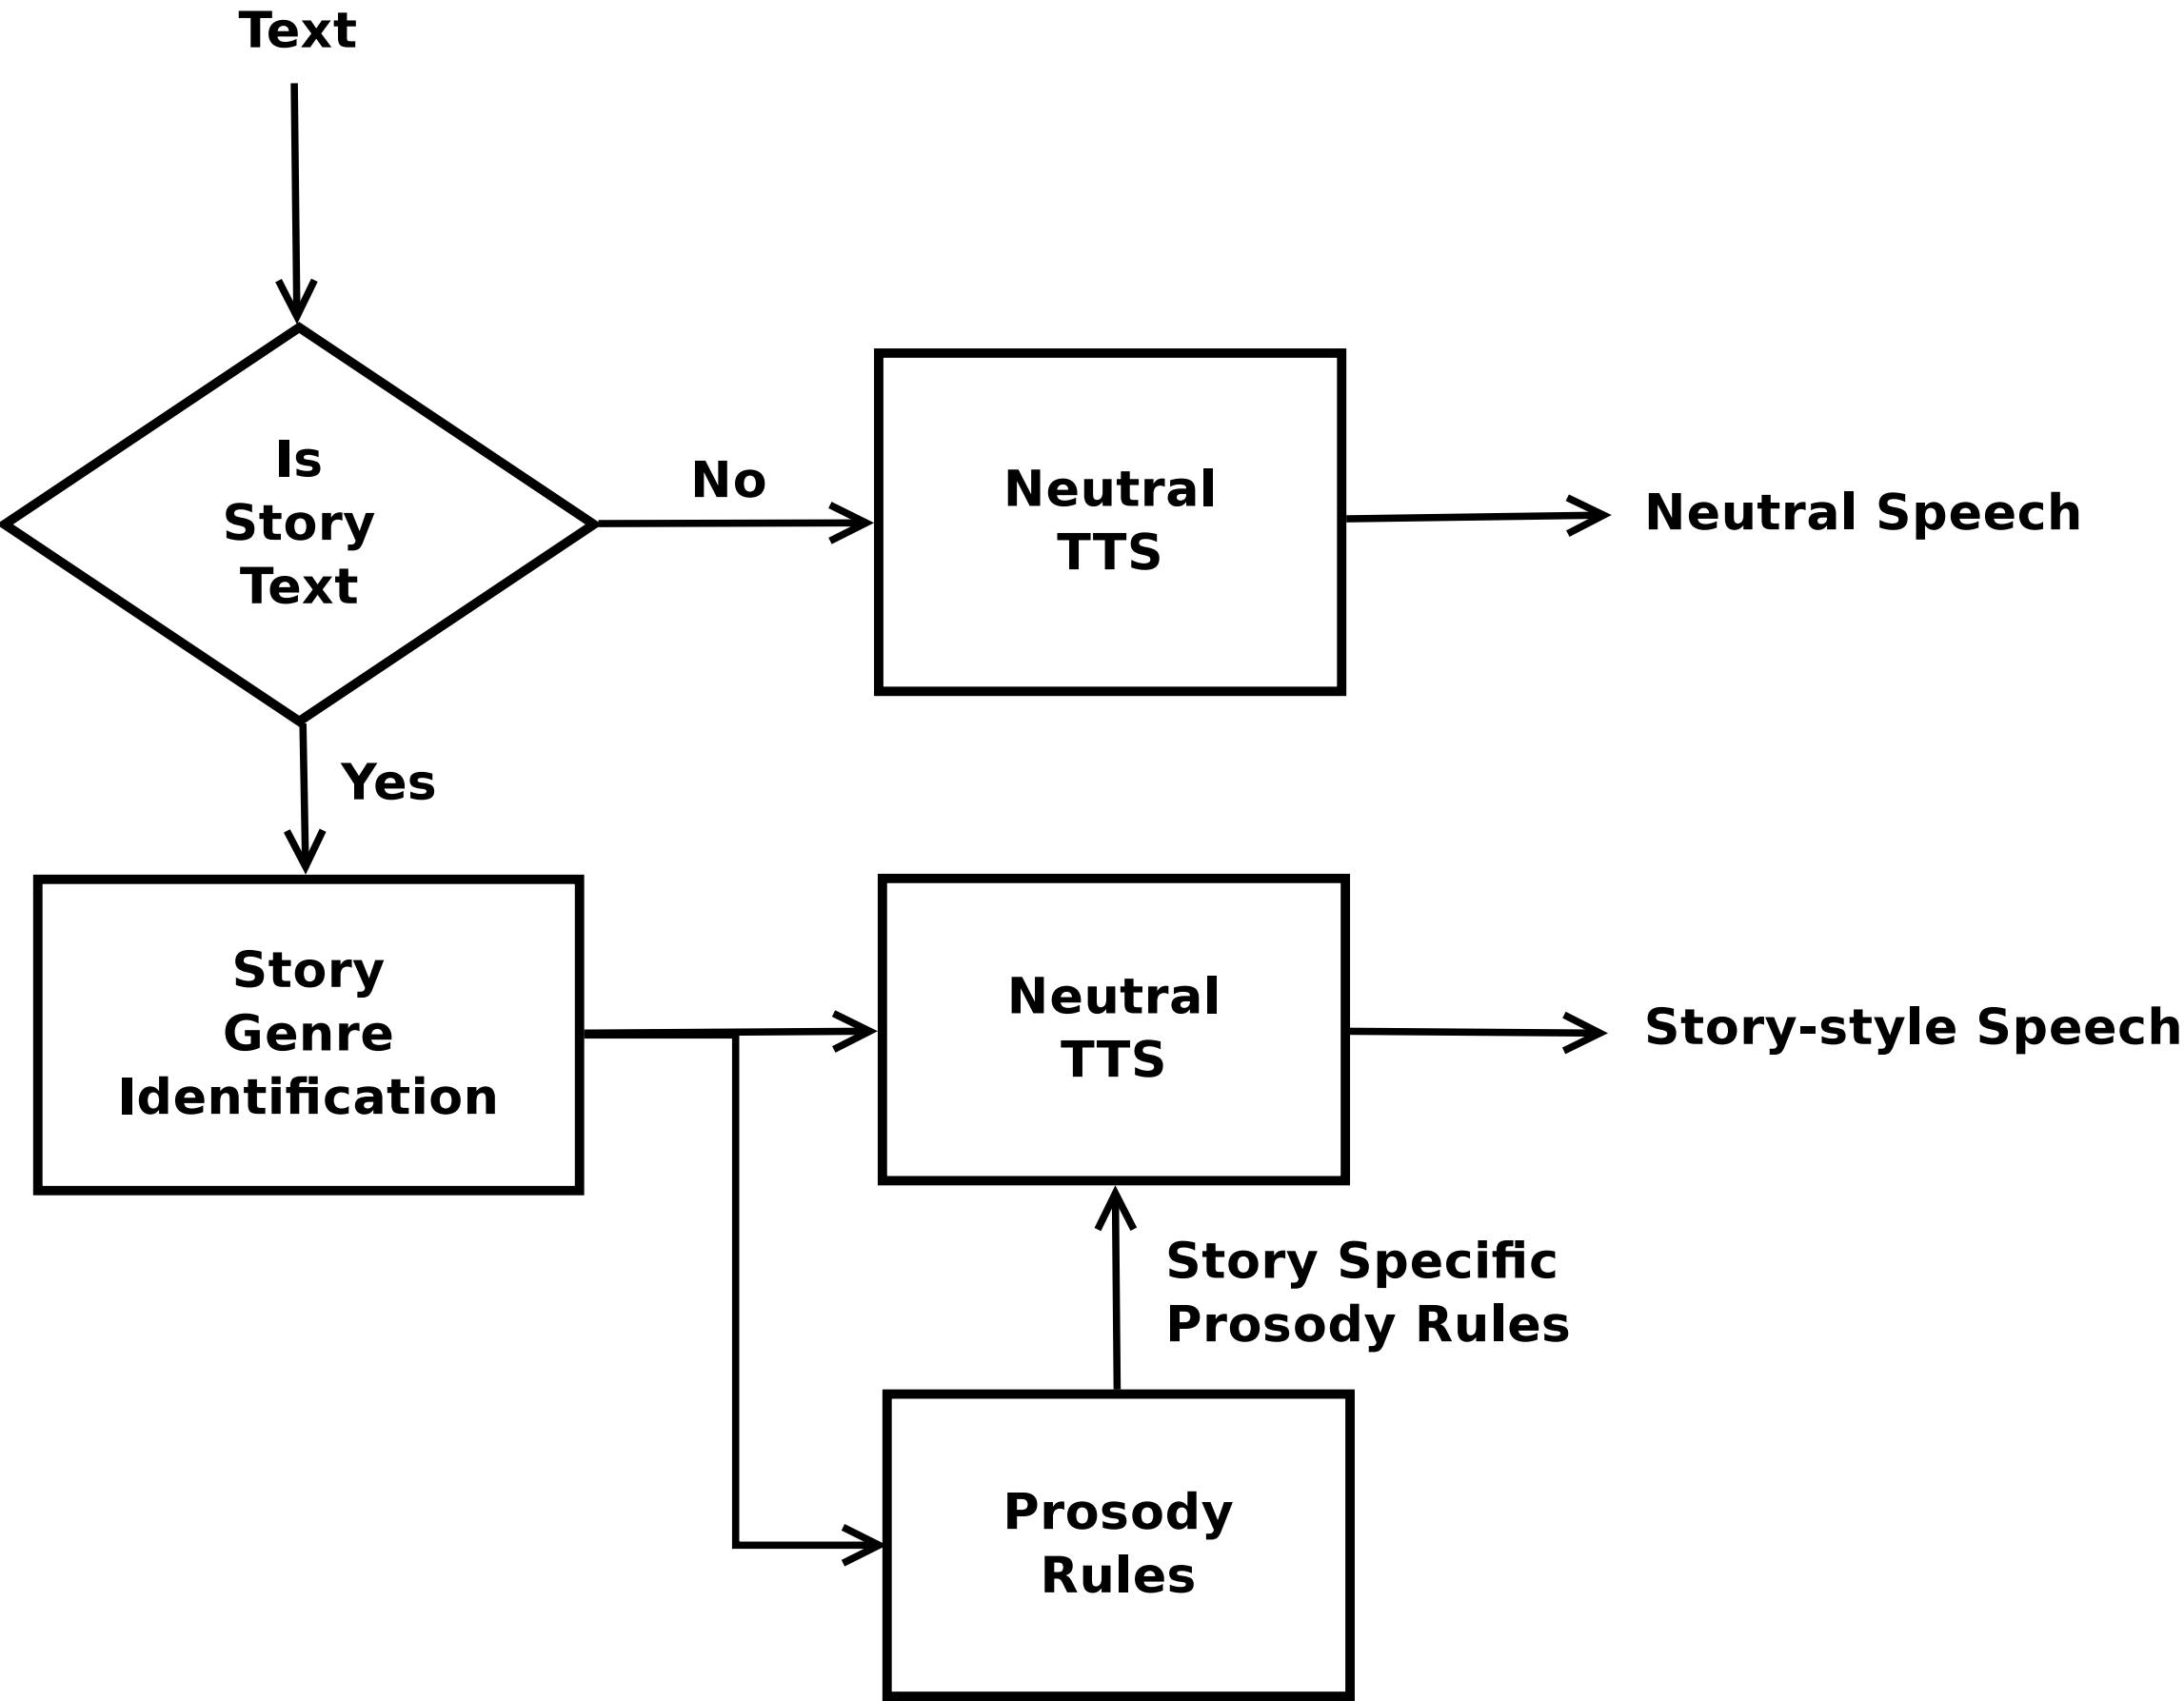 Text
Is
Story
Text
No
Neutral
TTS
Neutral Speech
Yes
Story
Genre
Identification
Neutral
TTS
Story-style Speech
Story Specific
Prosody Rules
Prosody
Rules